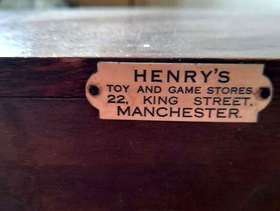 HENRY'S
TOY AND GAME STORES
22, KING STREET.
MANCHESTER.